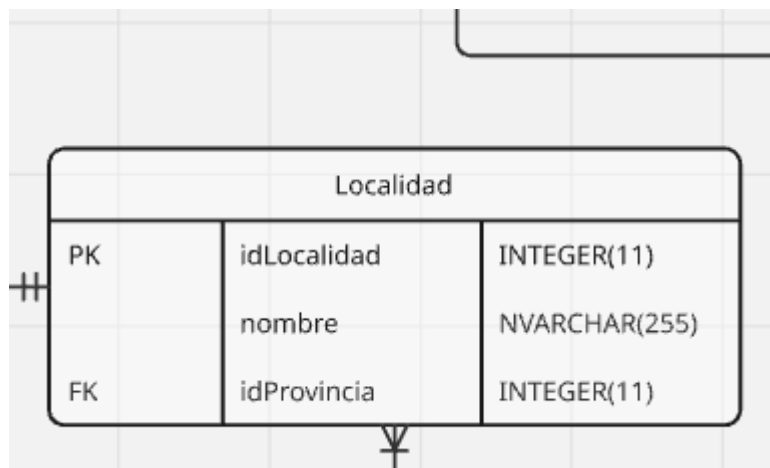 Localidad
PK idLocalidad INTEGER(11)
nombre NVARCHAR(255)
FK idProvincia INTEGER(11)